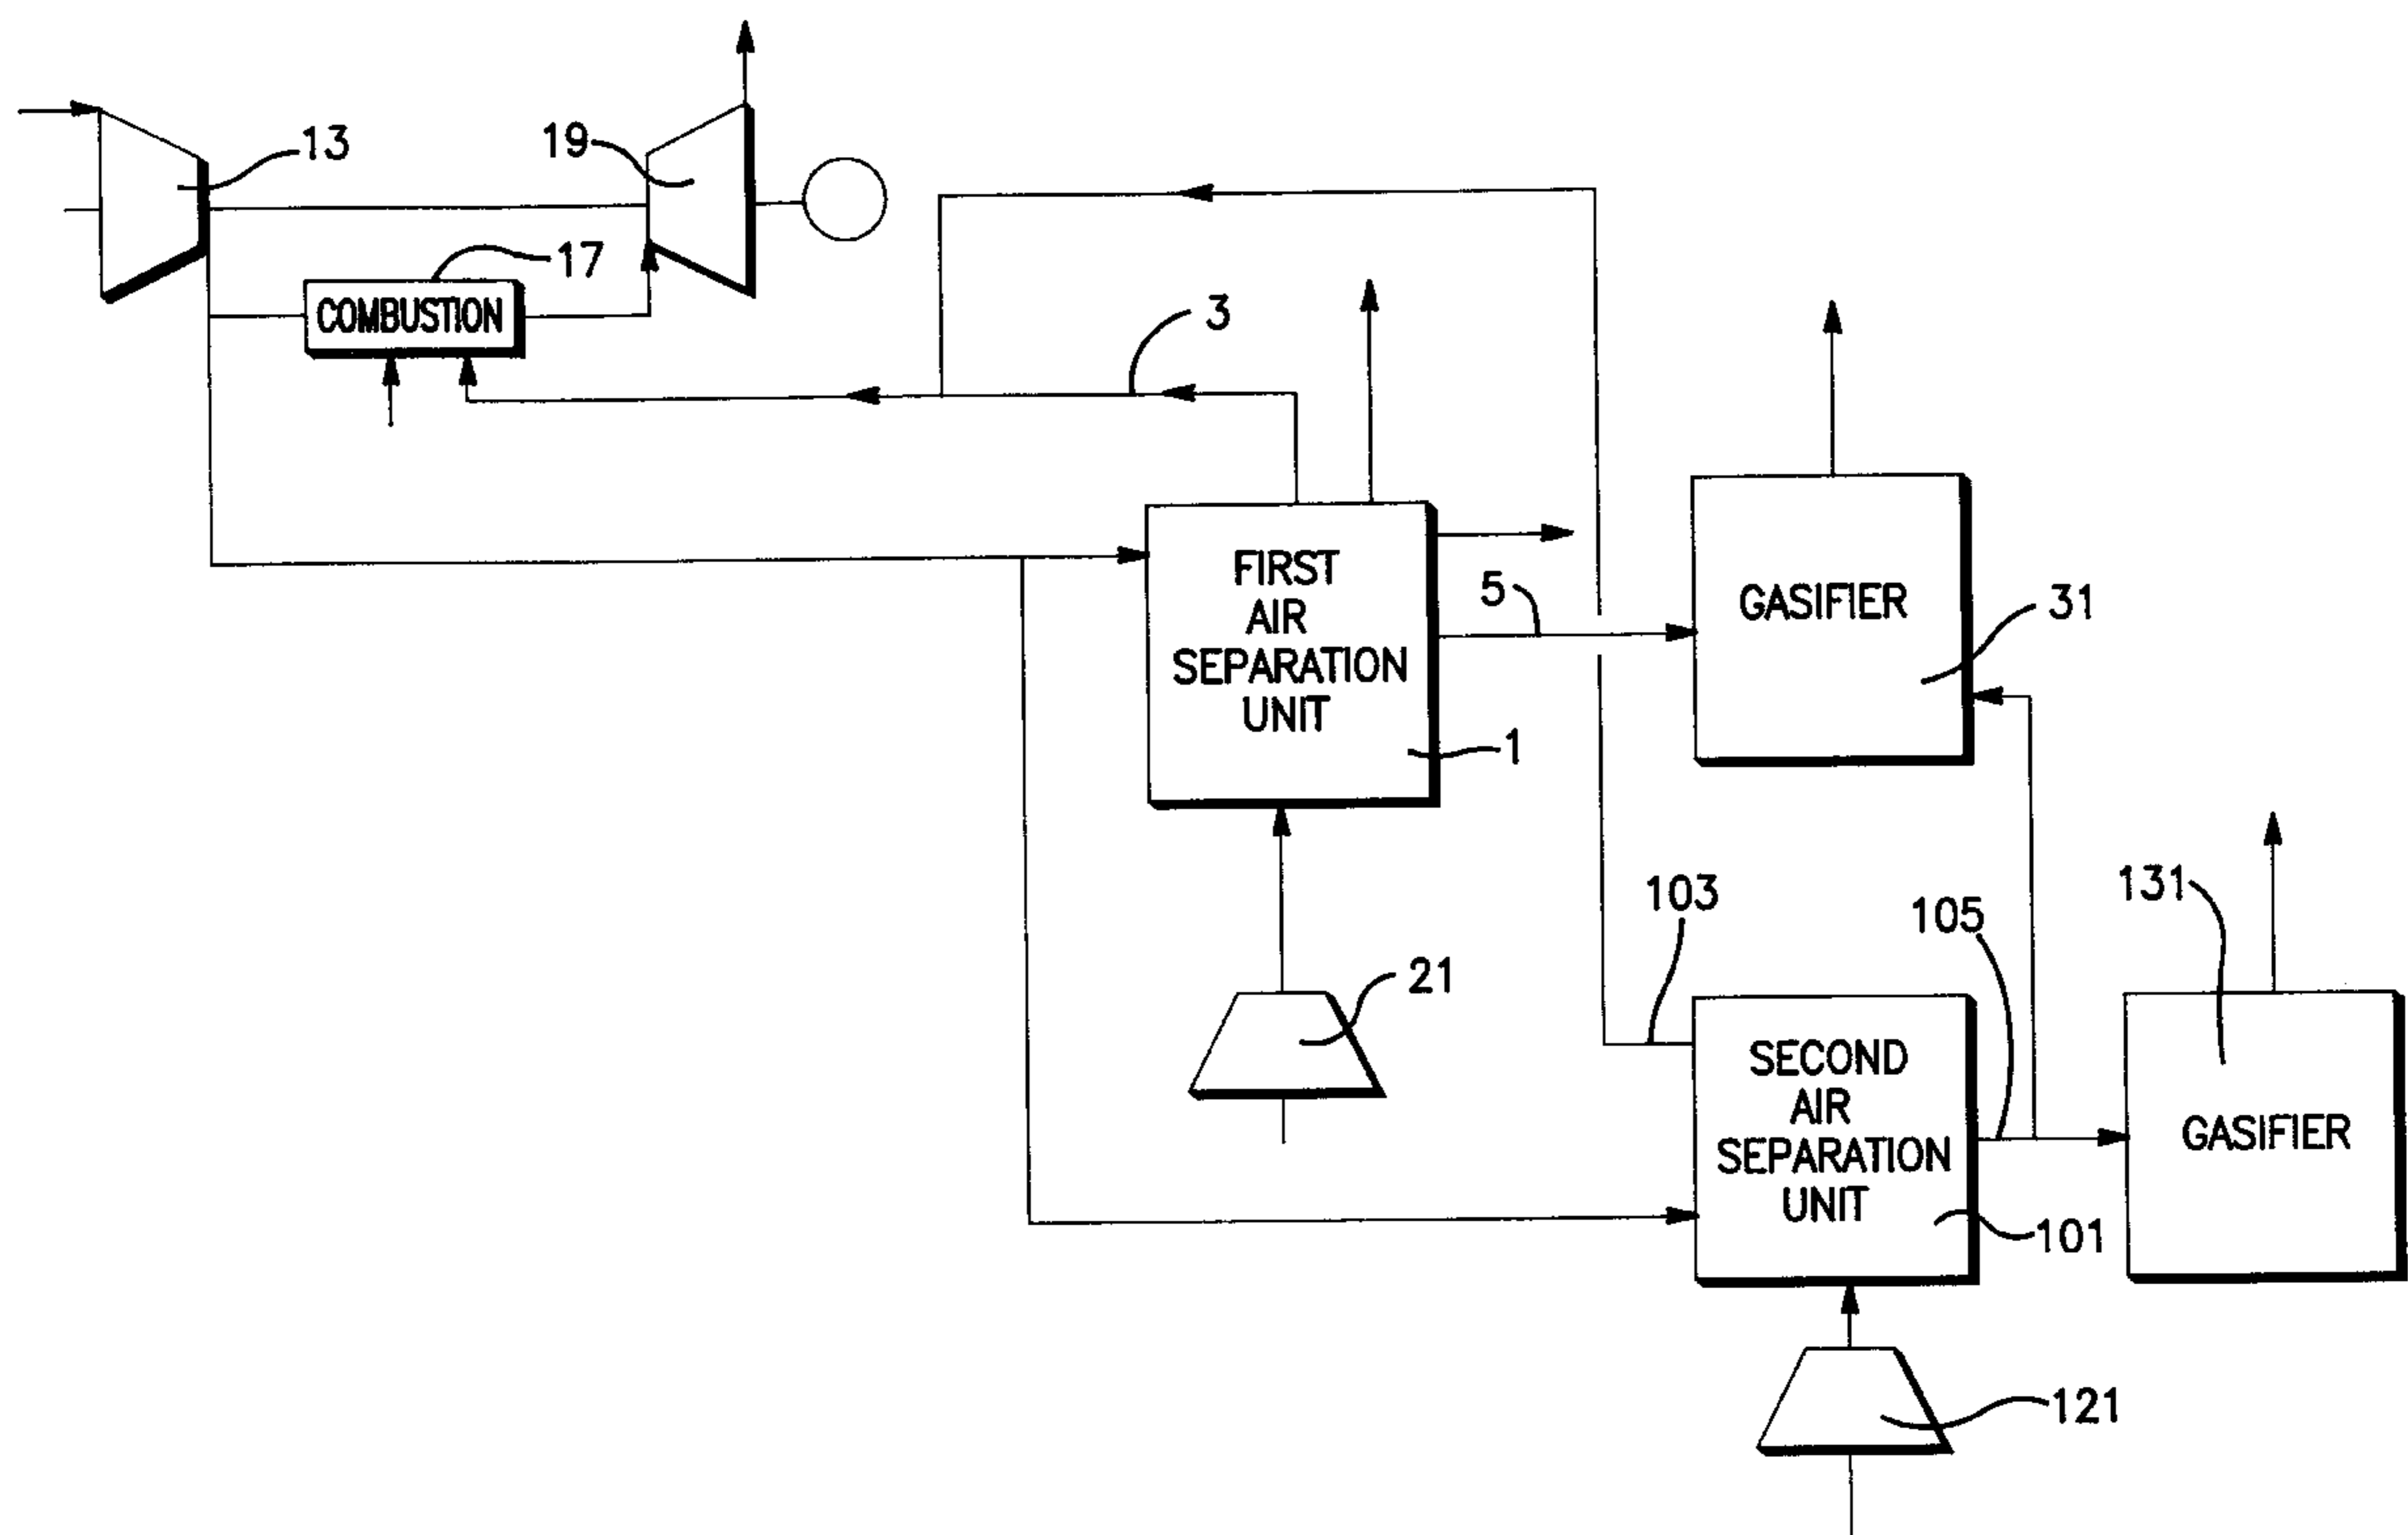 13
19
17
COMBUSTION
3
FIRST
AIR
SEPARATION
UNIT
5
1
GASIFIER
31
21
103
105
131
SECOND
AIR
SEPARATION
UNIT
101
GASIFIER
121